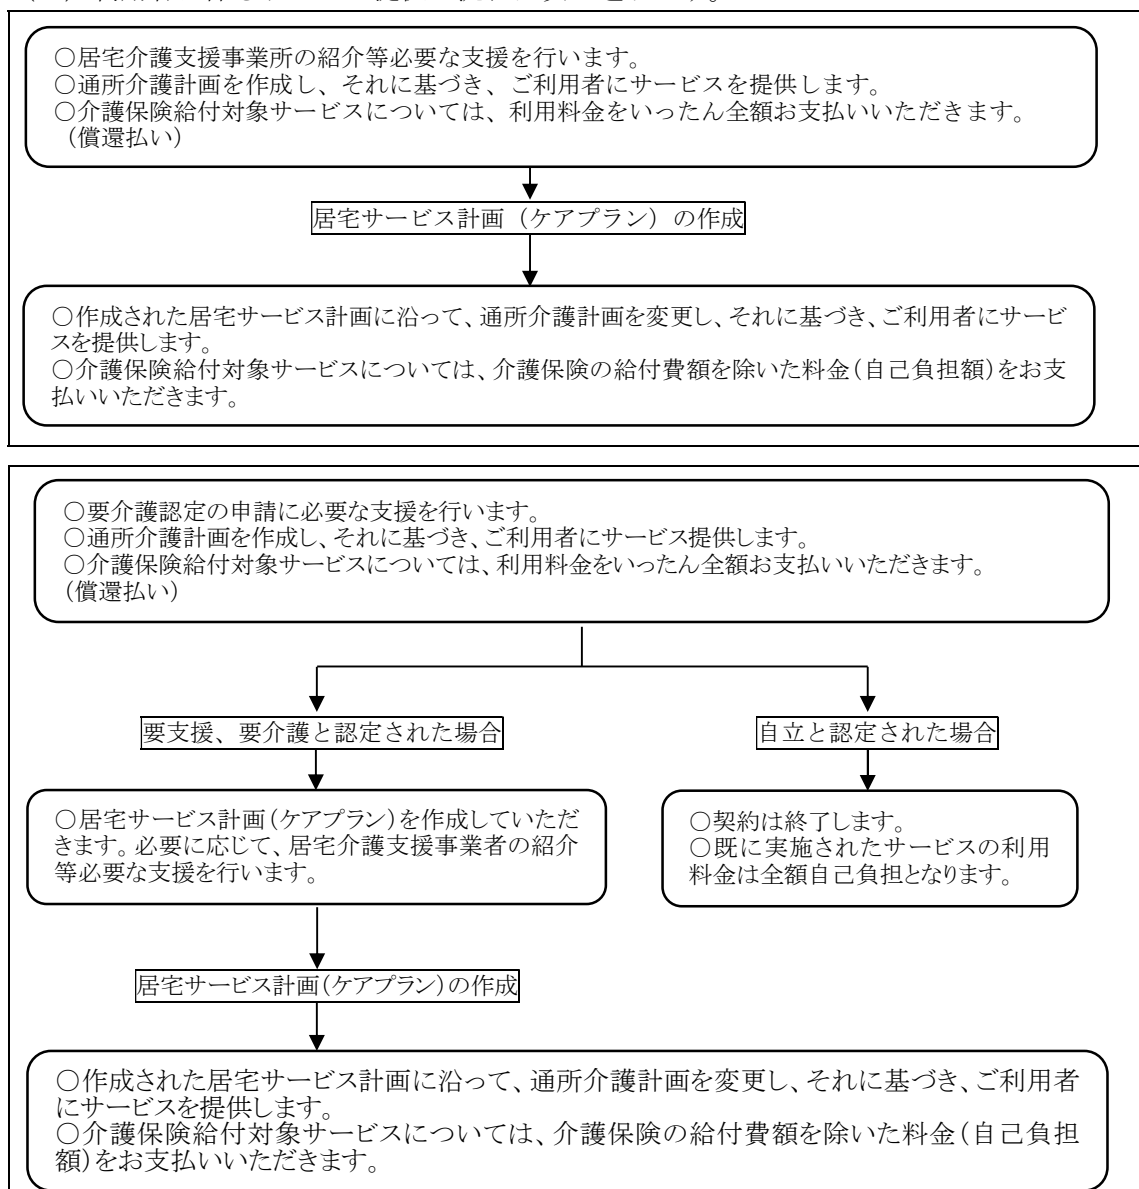 ○居宅介護支援事業所の紹介等必要な支援を行います。
○通所介護計画を作成し、それに基づき、ご利用者にサービスを提供します。
○介護保険給付対象サービスについては、利用料金をいったん全額お支払いいただきます。
(償還払い)
居宅サービス計画（ケアプラン）の作成
○作成された居宅サービス計画に沿って、通所介護計画を変更し、それに基づき、ご利用者にサービ
スを提供します。
○介護保険給付対象サービスについては、介護保険の給付費額を除いた料金(自己負担額)をお支
払いいただきます。
○要介護認定の申請に必要な支援を行います。
○通所介護計画を作成し、それに基づき、ご利用者にサービス提供します。
○介護保険給付対象サービスについては、利用料金をいったん全額お支払いいただきます。
(償還払い)
要支援、要介護と認定された場合
自立と認定された場合
○居宅サービス計画(ケアプラン)を作成していただ
きます。必要に応じて、居宅介護支援事業者の紹介
等必要な支援を行います。
○契約は終了します。
○既に実施されたサービスの利用
料金は全額自己負担となります。
居宅サービス計画(ケアプラン)の作成
○作成された居宅サービス計画に沿って、通所介護計画を変更し、それに基づき、ご利用者
にサービスを提供します。
○介護保険給付対象サービスについては、介護保険の給付費額を除いた料金(自己負担
額)をお支払いいただきます。